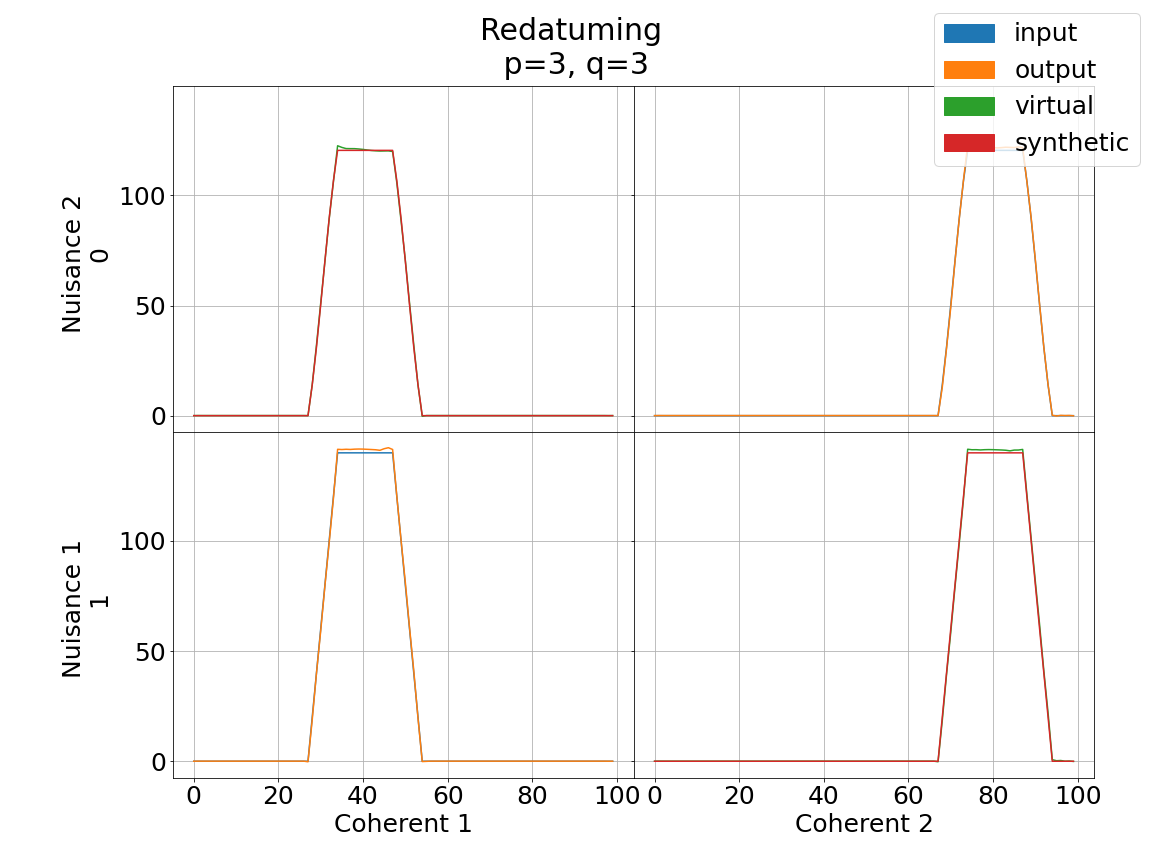 Redatuming
p=3, q=3
input
output
virtual
synthetic
Nuisance 2
0
100
50
0
Nuisance 1
1
100
50
0
0 20 40 60 80 100 0 20 40 60 80 100
Coherent 1 Coherent 2